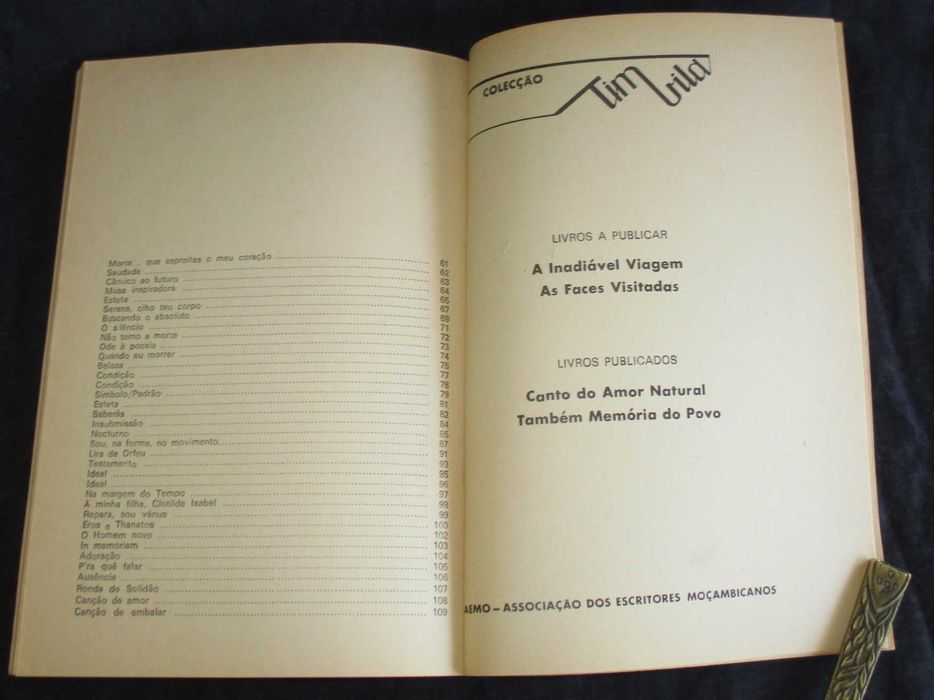 Morte... que espreitas o meu coração 61
Saudade 62
Cântico ao futuro 63
Musa inspiradora 64
Esteta 65
Serena, olho teu corpo 67
Buscando o absoluto 69
O silêncio 71
Não temo a morte 72
Ode à poesia 73
Quando eu morrer 74
Beleza 75
Condição 77
Condição 78
Símbolo/Padrão 79
Esteta 81
Saberás 82
Insubmissão 84
Nocturno 85
Sou, na forma, no movimento 87
Lira de Orfeu 91
Testamento 93
Ideal 95
Ideal 96
Na margem do Tempo 97
À minha filha, Clotilde Isabel 98
Repara, sou vénus 99
Eros e Thanatos 100
O Homem novo 102
In memoriam 103
Adoração 104
P'ra quê falar 105
Ausência 106
Ronda de Solidão 107
Canção de amor 108
Canção de embalar 109
COLECÇÃO Timbila
LIVROS A PUBLICAR
A Inadiável Viagem
As Faces Visitadas
LIVROS PUBLICADOS
Canto do Amor Natural
Também Memória do Povo
AEMO — ASSOCIAÇÃO DOS ESCRITORES MOÇAMBICANOS